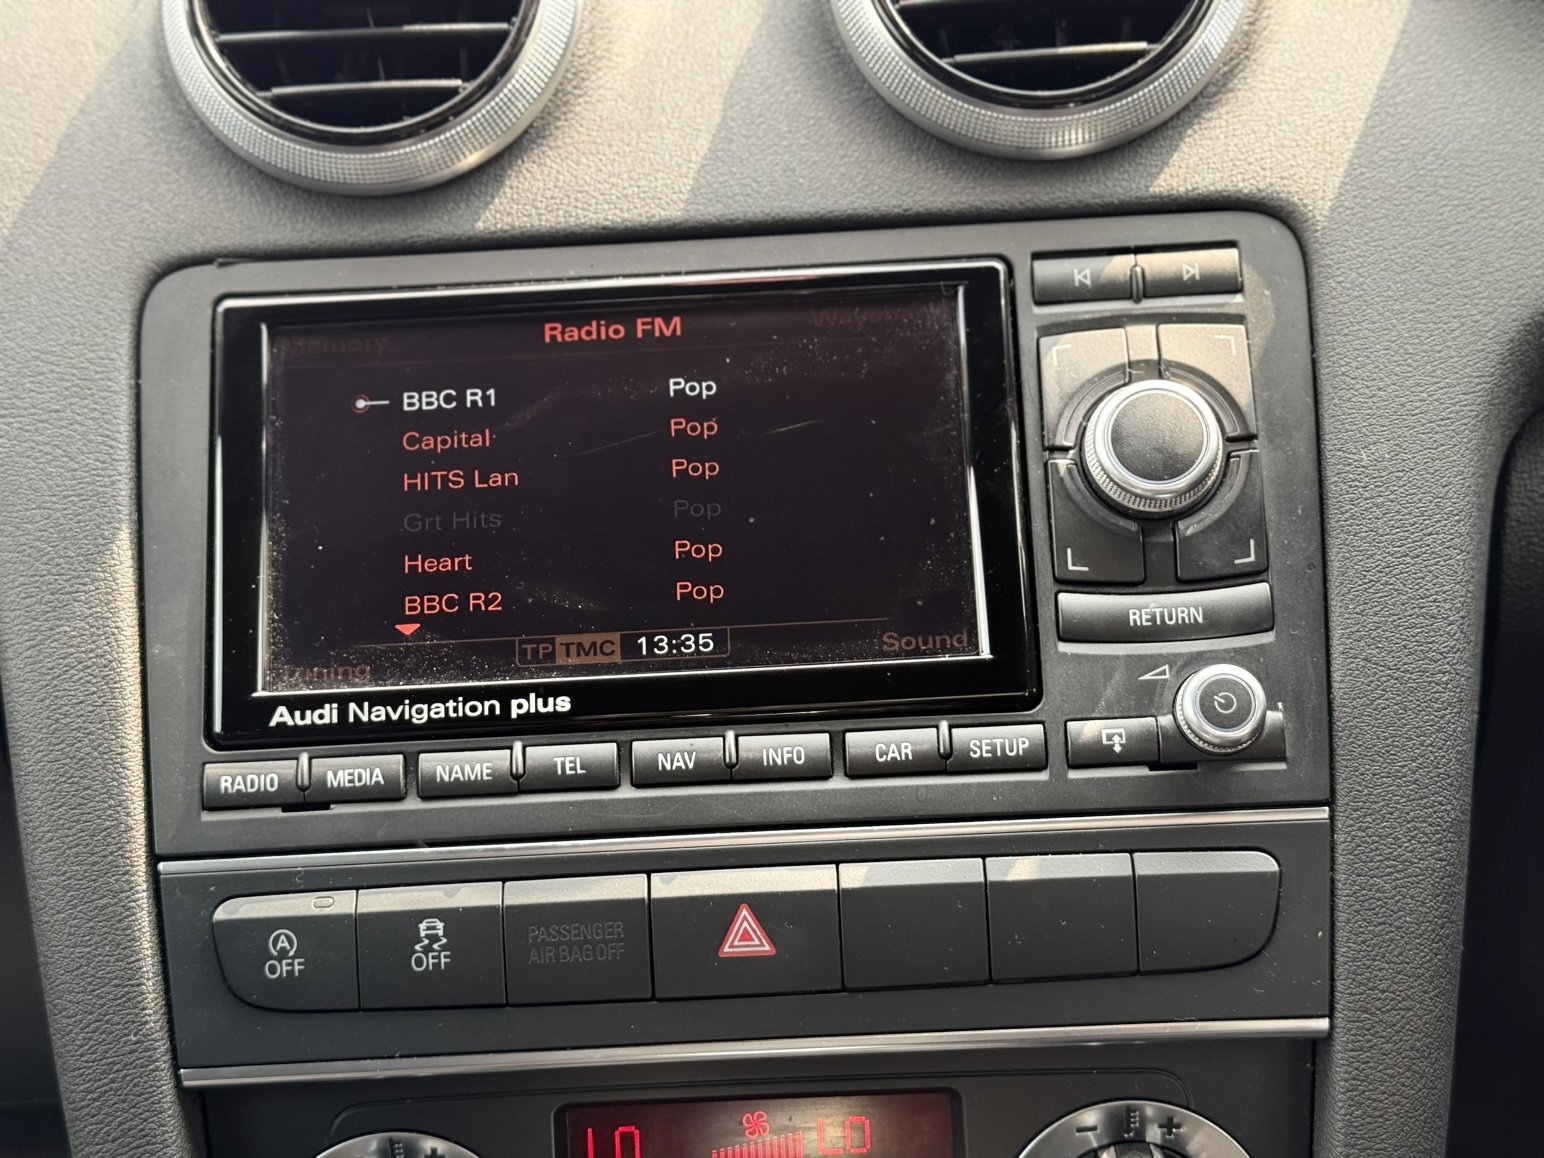 Memory
Radio FM
BBC R1 Pop
Capital Pop
HITS Lan Pop
Grt Hits Pop
Heart Pop
BBC R2 Pop
Tuning
TP TMC 13:35
Sound
Audi Navigation plus
RADIO MEDIA NAME TEL NAV INFO CAR SETUP
RETURN
A
OFF
OFF
PASSENGER
AIR BAG OFF
LO LO
- +